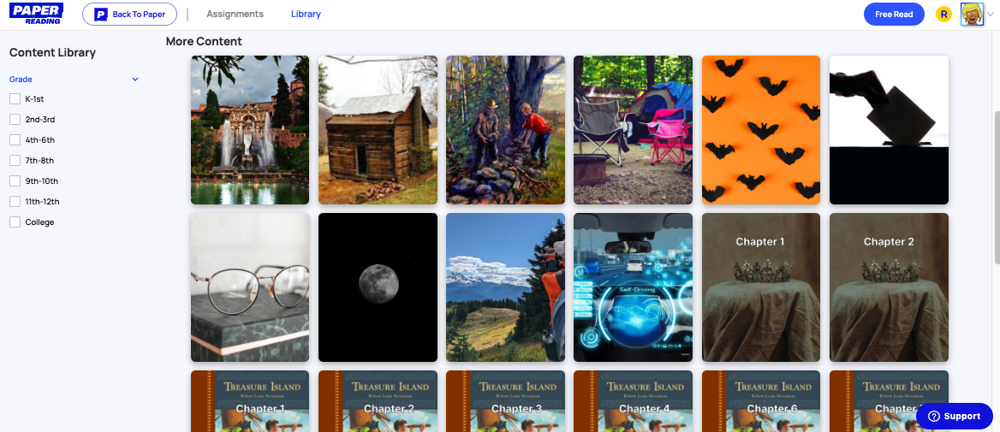 PAPER
READING
Back To Paper
Assignments
Library
Free Read
R
More Content
Content Library
Grade
K-1st
2nd-3rd
4th-6th
7th-8th
9th-10th
11th-12th
College
Self-Driving
Chapter 1
Chapter 2
TREASURE ISLAND
Robert Louis Stevenson
Chapter 1
TREASURE ISLAND
Robert Louis Stevenson
Chapter 2
TREASURE ISLAND
Robert Louis Stevenson
Chapter 3
TREASURE ISLAND
Robert Louis Stevenson
Chapter 4
TREASURE ISLAND
Robert Louis Stevenson
Chapter 6
TREASURE ISLAND
Robert Louis Stevenson
Chapter
Support